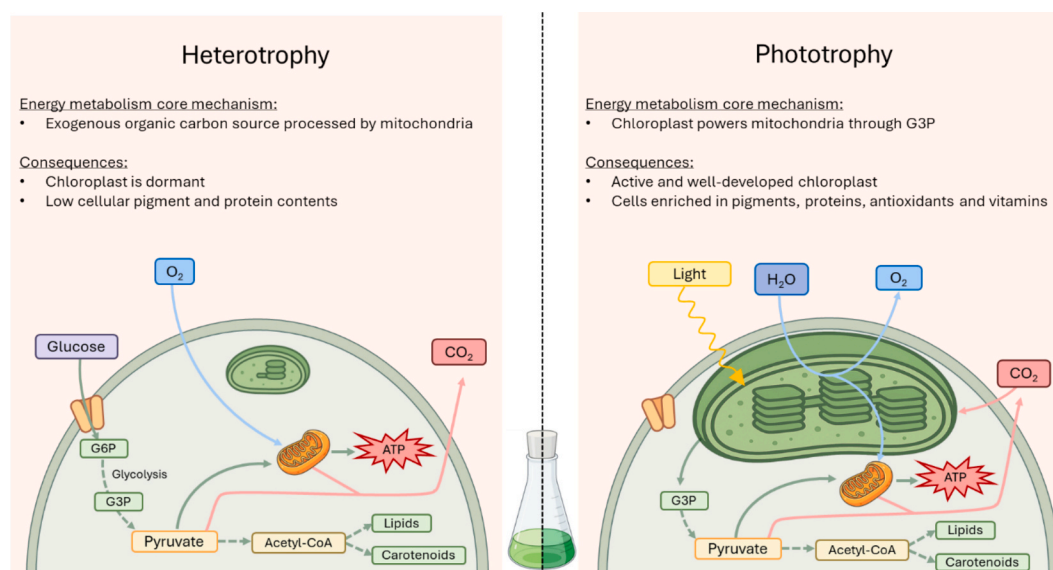 Heterotrophy
Energy metabolism core mechanism:
• Exogenous organic carbon source processed by mitochondria
Consequences:
• Chloroplast is dormant
• Low cellular pigment and protein contents
O₂
Glucose
CO₂
G6P
Glycolysis
ATP
G3P
Pyruvate
Acetyl-CoA
Lipids
Carotenoids
Phototrophy
Energy metabolism core mechanism:
• Chloroplast powers mitochondria through G3P
Consequences:
• Active and well-developed chloroplast
• Cells enriched in pigments, proteins, antioxidants and vitamins
Light
H₂O
O₂
CO₂
G3P
ATP
Pyruvate
Acetyl-CoA
Lipids
Carotenoids